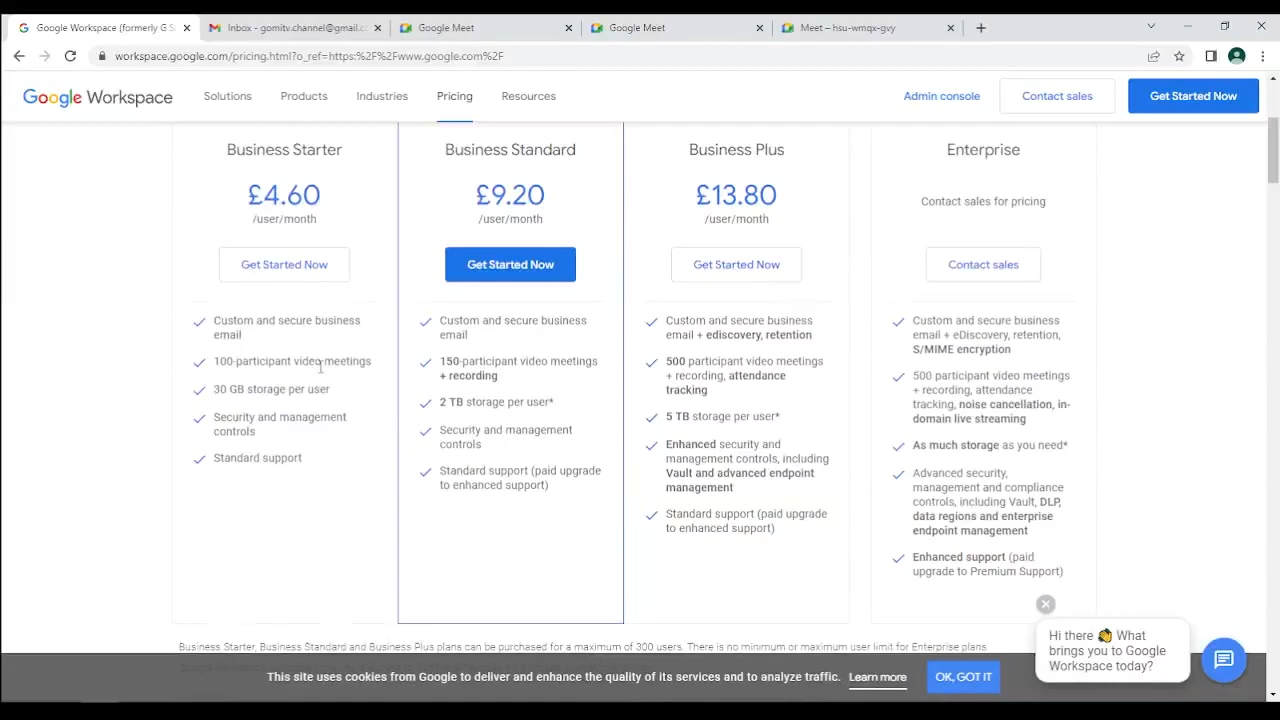 Google Workspace (formerly G S
Inbox - gomitv.channel@gmail.c
Google Meet
Google Meet
Meet – hsu-wmqx-gvy
workspace.google.com/pricing.html?o_ref=https:%2F%2Fwww.google.com%2F
Google Workspace
Solutions
Products
Industries
Pricing
Resources
Admin console
Contact sales
Get Started Now
Business Starter
£4.60
/user/month
Get Started Now
Custom and secure business
email
100-participant video meetings
30 GB storage per user
Security and management
controls
Standard support
Business Standard
£9.20
/user/month
Get Started Now
Custom and secure business
email
150-participant video meetings
+ recording
2 TB storage per user*
Security and management
controls
Standard support (paid upgrade
to enhanced support)
Business Plus
£13.80
/user/month
Get Started Now
Custom and secure business
email + ediscovery, retention
500 participant video meetings
+ recording, attendance
tracking
5 TB storage per user*
Enhanced security and
management controls, including
Vault and advanced endpoint
management
Standard support (paid upgrade
to enhanced support)
Enterprise
Contact sales for pricing
Contact sales
Custom and secure business
email + eDiscovery, retention,
S/MIME encryption
500 participant video meetings
+ recording, attendance
tracking, noise cancellation, in-
domain live streaming
As much storage as you need*
Advanced security,
management and compliance
controls, including Vault, DLP,
data regions and enterprise
endpoint management
Enhanced support (paid
upgrade to Premium Support)
Business Starter, Business Standard and Business Plus plans can be purchased for a maximum of 300 users. There is no minimum or maximum user limit for Enterprise plans
Hi there 👋 What
brings you to Google
Workspace today?
This site uses cookies from Google to deliver and enhance the quality of its services and to analyze traffic.
Learn more
OK, GOT IT